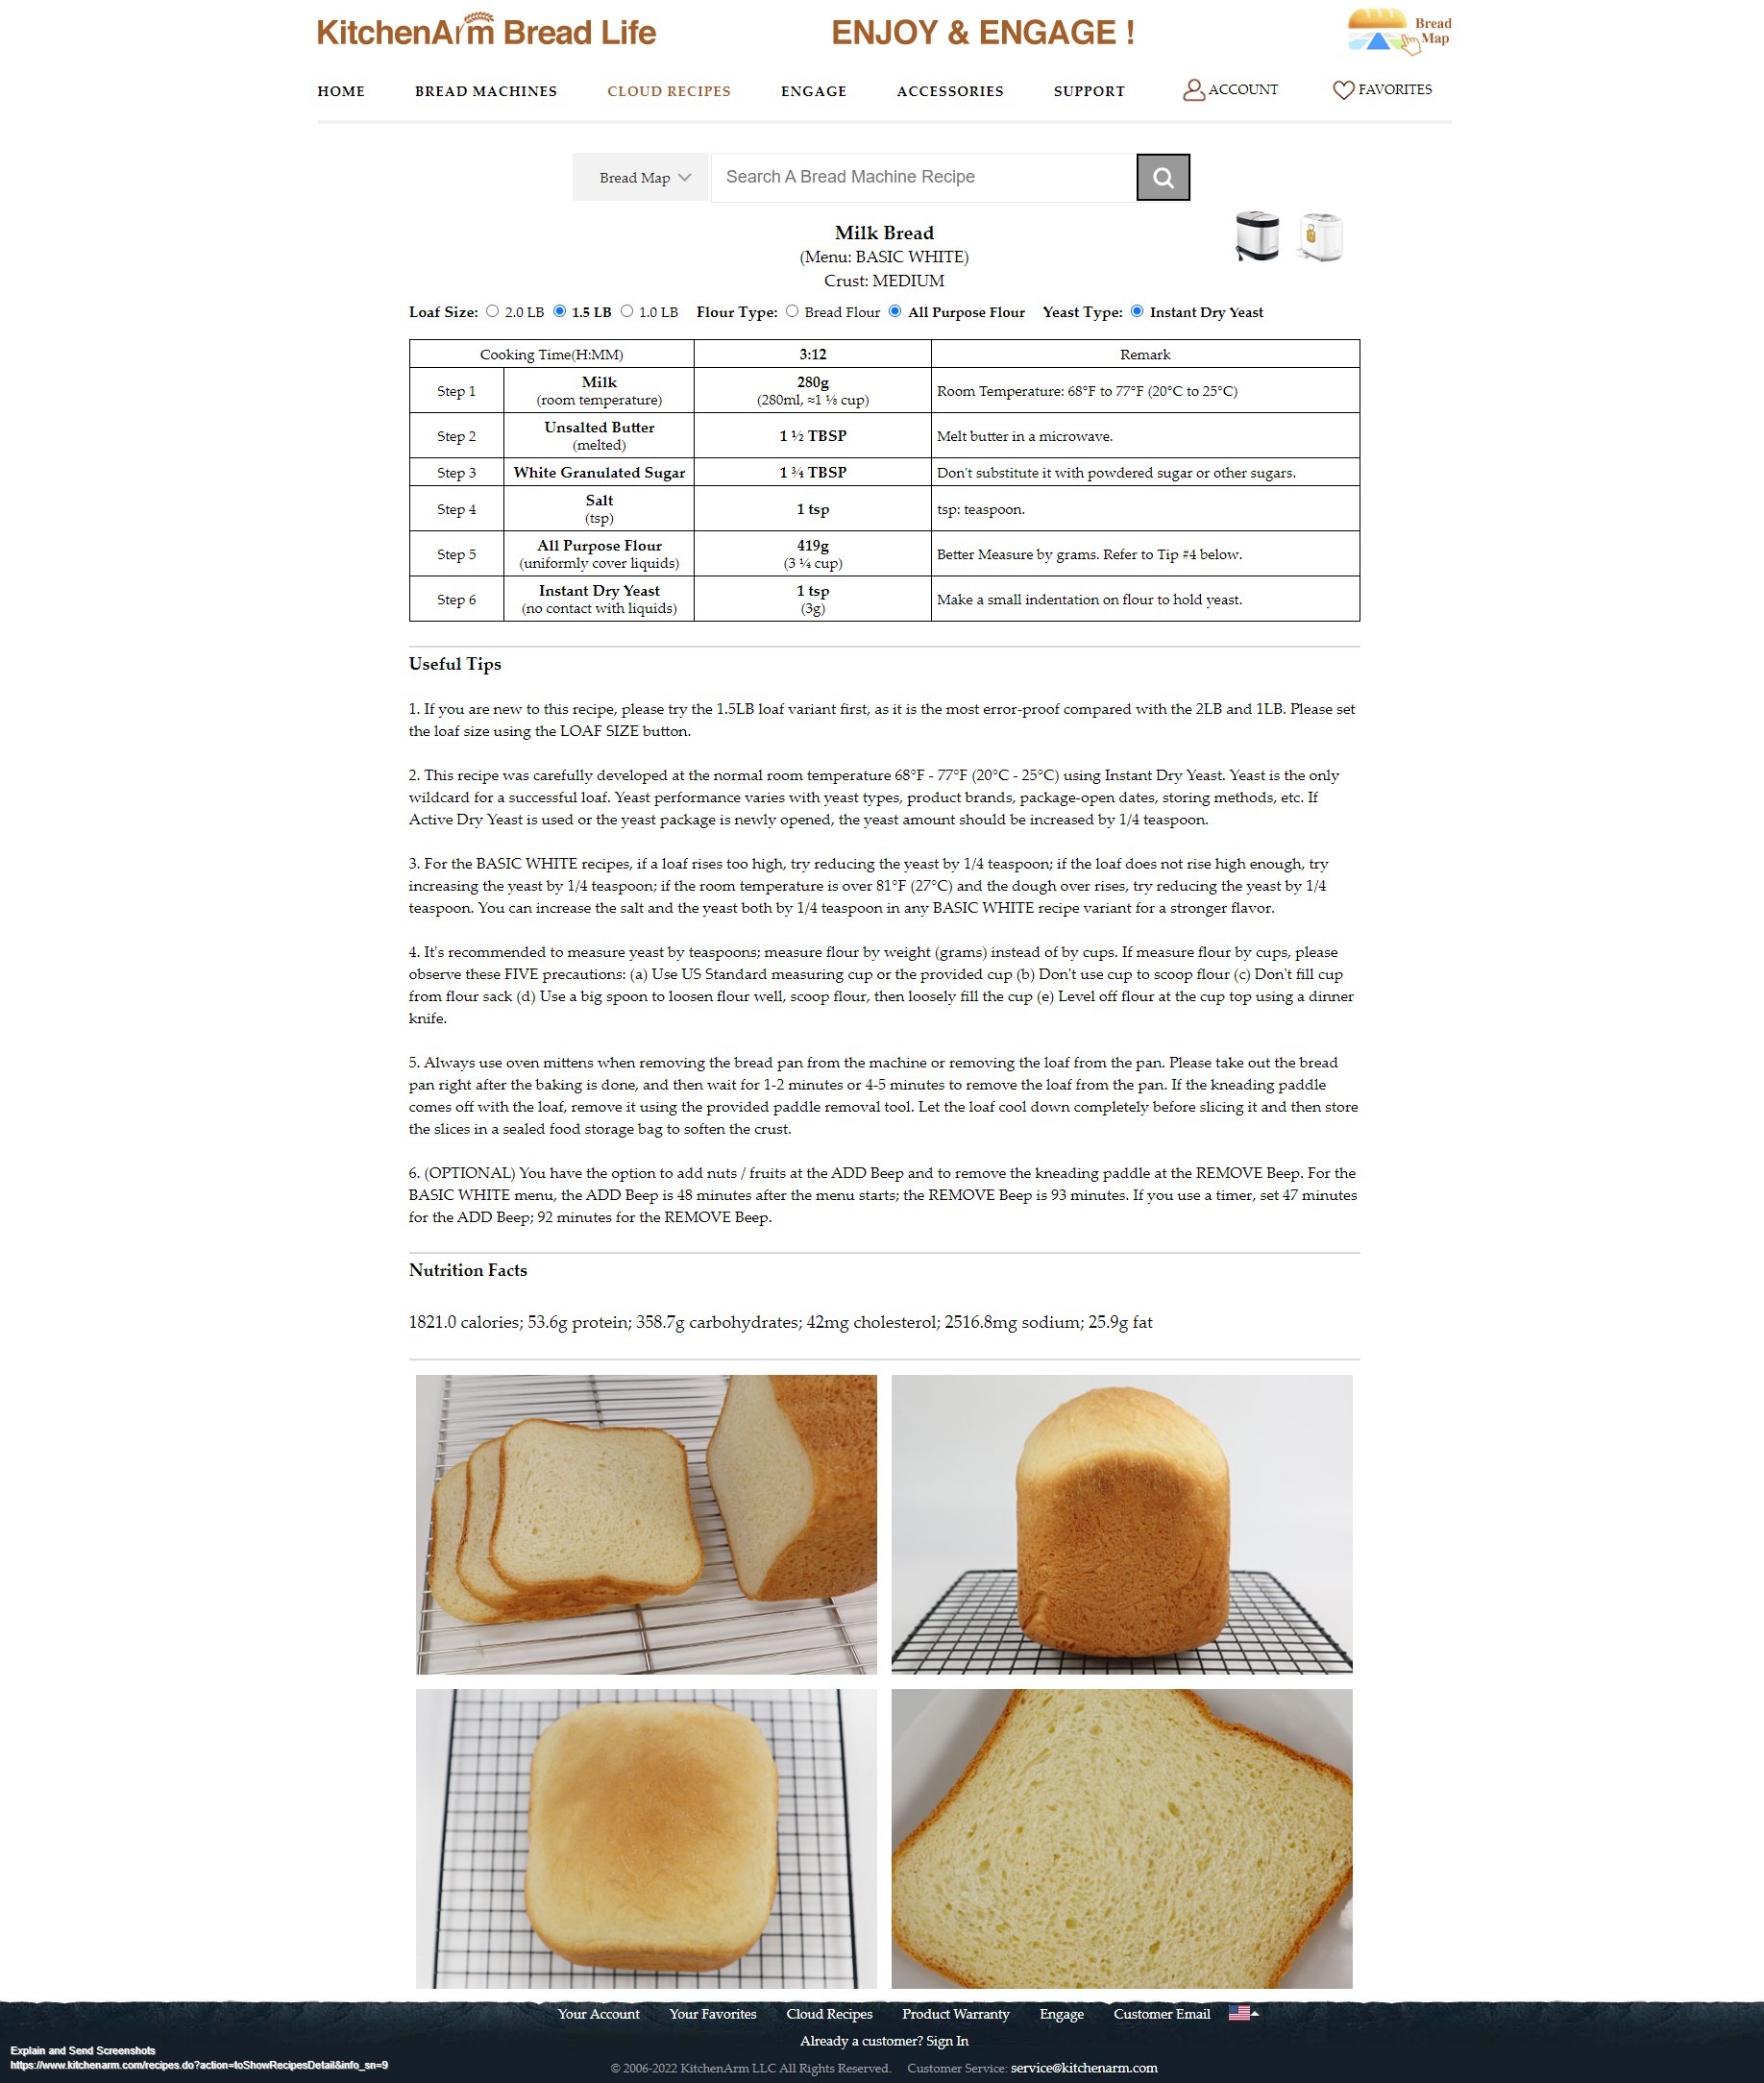 KitchenArm Bread Life
ENJOY & ENGAGE !
Bread
Map
HOME BREAD MACHINES CLOUD RECIPES ENGAGE ACCESSORIES SUPPORT ACCOUNT FAVORITES
Bread Map Search A Bread Machine Recipe
Milk Bread
(Menu: BASIC WHITE)
Crust: MEDIUM
Loaf Size: 2.0 LB 1.5 LB 1.0 LB Flour Type: Bread Flour All Purpose Flour Yeast Type: Instant Dry Yeast
Cooking Time(H:MM) 3:12 Remark
Step 1 Milk (room temperature) 280g (280ml, ≈1 ⅛ cup) Room Temperature: 68°F to 77°F (20°C to 25°C)
Step 2 Unsalted Butter (melted) 1 ½ TBSP Melt butter in a microwave.
Step 3 White Granulated Sugar 1 ¾ TBSP Don't substitute it with powdered sugar or other sugars.
Step 4 Salt (tsp) 1 tsp tsp: teaspoon.
Step 5 All Purpose Flour (uniformly cover liquids) 419g (3 ¼ cup) Better Measure by grams. Refer to Tip #4 below.
Step 6 Instant Dry Yeast (no contact with liquids) 1 tsp (3g) Make a small indentation on flour to hold yeast.
Useful Tips
1. If you are new to this recipe, please try the 1.5LB loaf variant first, as it is the most error-proof compared with the 2LB and 1LB. Please set
the loaf size using the LOAF SIZE button.
2. This recipe was carefully developed at the normal room temperature 68°F - 77°F (20°C - 25°C) using Instant Dry Yeast. Yeast is the only
wildcard for a successful loaf. Yeast performance varies with yeast types, product brands, package-open dates, storing methods, etc. If
Active Dry Yeast is used or the yeast package is newly opened, the yeast amount should be increased by 1/4 teaspoon.
3. For the BASIC WHITE recipes, if a loaf rises too high, try reducing the yeast by 1/4 teaspoon; if the loaf does not rise high enough, try
increasing the yeast by 1/4 teaspoon; if the room temperature is over 81°F (27°C) and the dough over rises, try reducing the yeast by 1/4
teaspoon. You can increase the salt and the yeast both by 1/4 teaspoon in any BASIC WHITE recipe variant for a stronger flavor.
4. It's recommended to measure yeast by teaspoons; measure flour by weight (grams) instead of by cups. If measure flour by cups, please
observe these FIVE precautions: (a) Use US Standard measuring cup or the provided cup (b) Don't use cup to scoop flour (c) Don't fill cup
from flour sack (d) Use a big spoon to loosen flour well, scoop flour, then loosely fill the cup (e) Level off flour at the cup top using a dinner
knife.
5. Always use oven mittens when removing the bread pan from the machine or removing the loaf from the pan. Please take out the bread
pan right after the baking is done, and then wait for 1-2 minutes or 4-5 minutes to remove the loaf from the pan. If the kneading paddle
comes off with the loaf, remove it using the provided paddle removal tool. Let the loaf cool down completely before slicing it and then store
the slices in a sealed food storage bag to soften the crust.
6. (OPTIONAL) You have the option to add nuts / fruits at the ADD Beep and to remove the kneading paddle at the REMOVE Beep. For the
BASIC WHITE menu, the ADD Beep is 48 minutes after the menu starts; the REMOVE Beep is 93 minutes. If you use a timer, set 47 minutes
for the ADD Beep; 92 minutes for the REMOVE Beep.
Nutrition Facts
1821.0 calories; 53.6g protein; 358.7g carbohydrates; 42mg cholesterol; 2516.8mg sodium; 25.9g fat
Your Account Your Favorites Cloud Recipes Product Warranty Engage Customer Email
Already a customer? Sign In
© 2006-2022 KitchenArm LLC All Rights Reserved. Customer Service: service@kitchenarm.com
Explain and Send Screenshots
https://www.kitchenarm.com/recipes.do?action=toShowRecipesDetail&info_sn=9